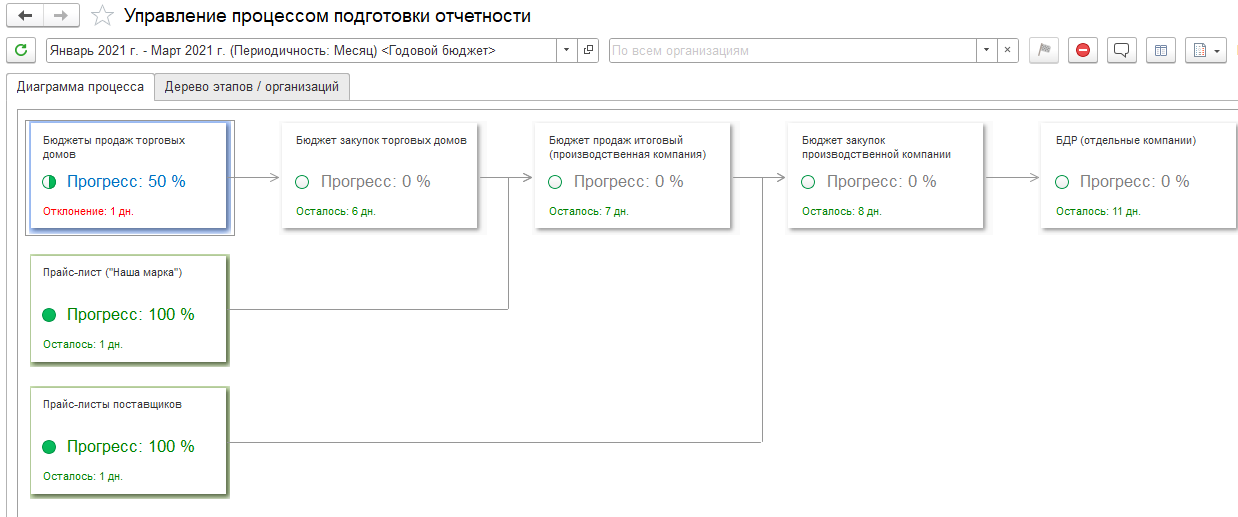 Управление процессом подготовки отчетности
Январь 2021 г. - Март 2021 г. (Периодичность: Месяц) <Годовой бюджет>
По всем организациям
Диаграмма процесса
Дерево этапов / организаций
Бюджеты продаж торговых
домов
Прогресс: 50 %
Отклонение: 1 дн.
Бюджет закупок торговых домов
Прогресс: 0 %
Осталось: 6 дн.
Бюджет продаж итоговый
(производственная компания)
Прогресс: 0 %
Осталось: 7 дн.
Бюджет закупок
производственной компании
Прогресс: 0 %
Осталось: 8 дн.
БДР (отдельные компании)
Прогресс: 0 %
Осталось: 11 дн.
Прайс-лист ("Наша марка")
Прогресс: 100 %
Осталось: 1 дн.
Прайс-листы поставщиков
Прогресс: 100 %
Осталось: 1 дн.